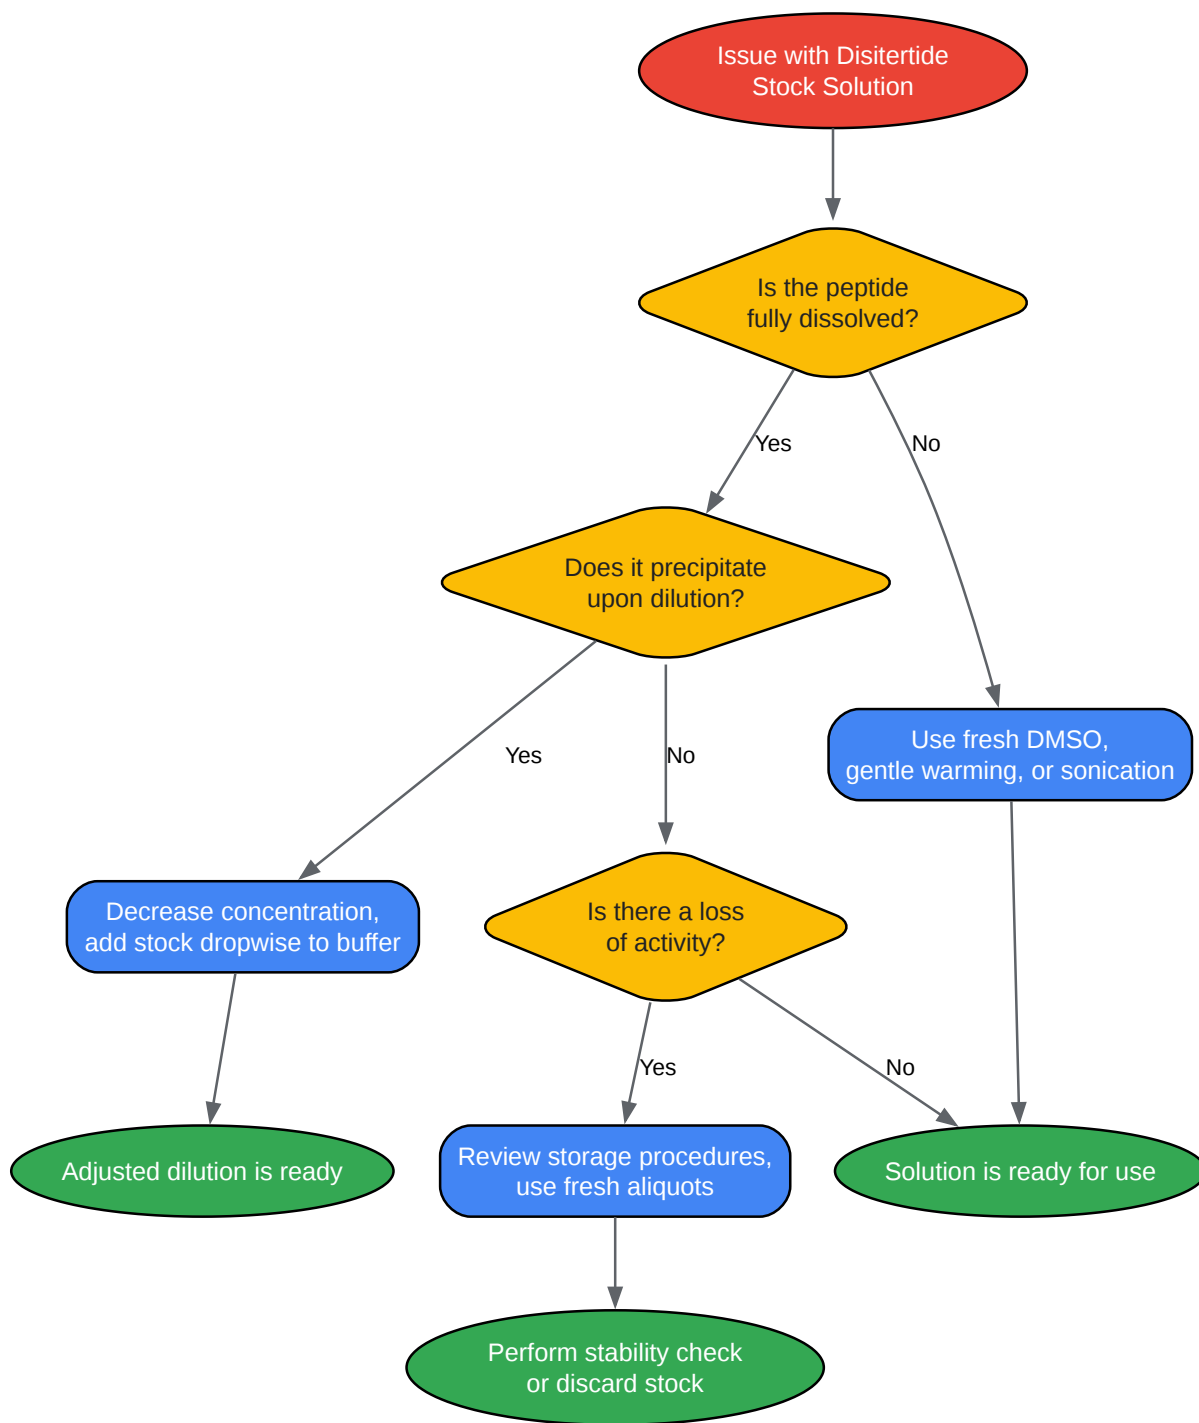 Issue with Disitertide
Stock Solution
Is the peptide
fully dissolved?
Yes
No
Does it precipitate
upon dilution?
Use fresh DMSO,
gentle warming, or sonication
Yes
No
Decrease concentration,
add stock dropwise to buffer
Is there a loss
of activity?
Yes
No
Adjusted dilution is ready
Review storage procedures,
use fresh aliquots
Solution is ready for use
Perform stability check
or discard stock